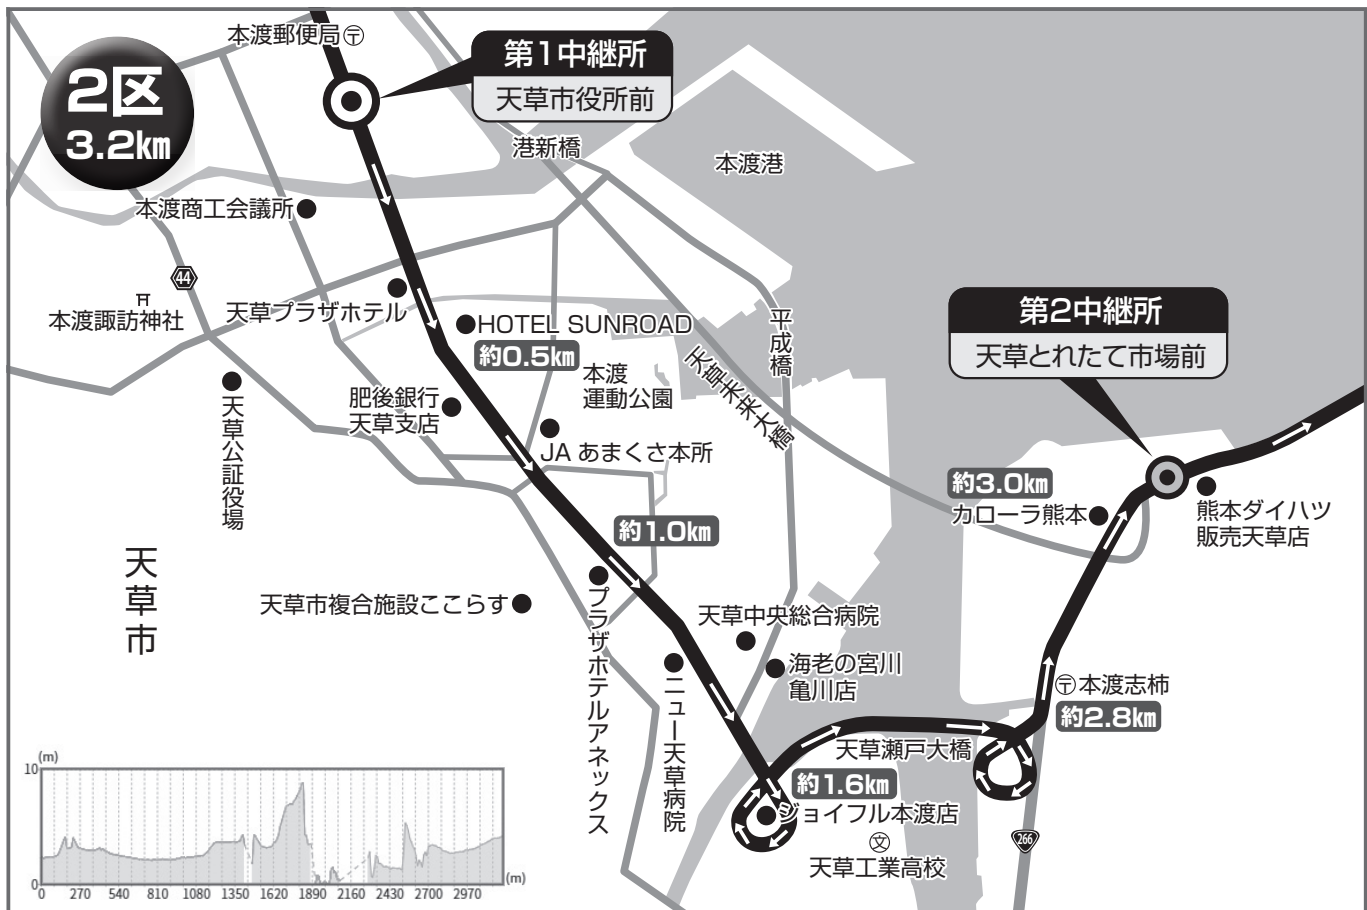 本渡郵便局〒
2区
3.2km
第1中継所
天草市役所前
港新橋
本渡港
本渡商工会議所
44
本渡諏訪神社
天草プラザホテル
HOTEL SUNROAD
約0.5km
平成橋
天草未来大橋
第2中継所
天草とれたて市場前
本渡
運動公園
肥後銀行
天草支店
天草公証役場
JA あまくさ本所
約3.0km
カローラ熊本
熊本ダイハツ
販売天草店
約1.0km
天草市
天草市複合施設ここらす
プラザホテルアネックス
天草中央総合病院
海老の宮川
亀川店
ニュー天草病院
〒本渡志柿
約2.8km
天草瀬戸大橋
約1.6km
ジョイフル本渡店
文
天草工業高校
266
(m)
10
0
0 270 540 810 1080 1350 1620 1890 2160 2430 2700 2970
(m)